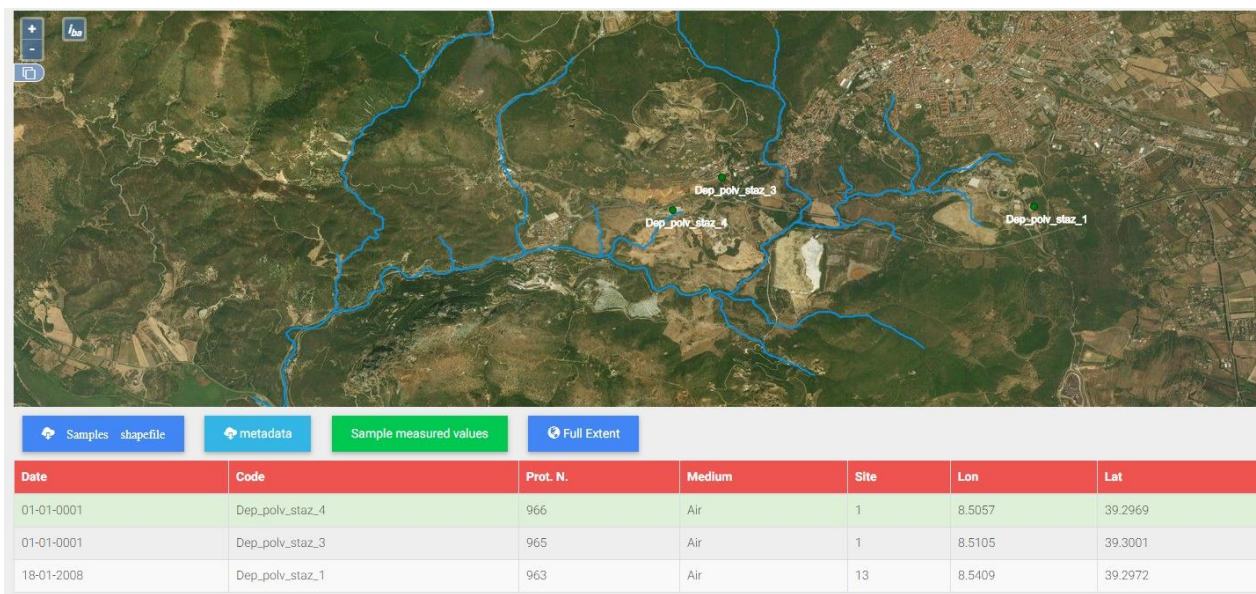 +
Iba
-
Dep_polv_staz_3
Dep_polv_staz_4
Dep_polv_staz_1
Samples shapefile
metadata
Sample measured values
Full Extent
Date Code Prot. N. Medium Site Lon Lat
01-01-0001 Dep_polv_staz_4 966 Air 1 8.5057 39.2969
01-01-0001 Dep_polv_staz_3 965 Air 1 8.5105 39.3001
18-01-2008 Dep_polv_staz_1 963 Air 13 8.5409 39.2972